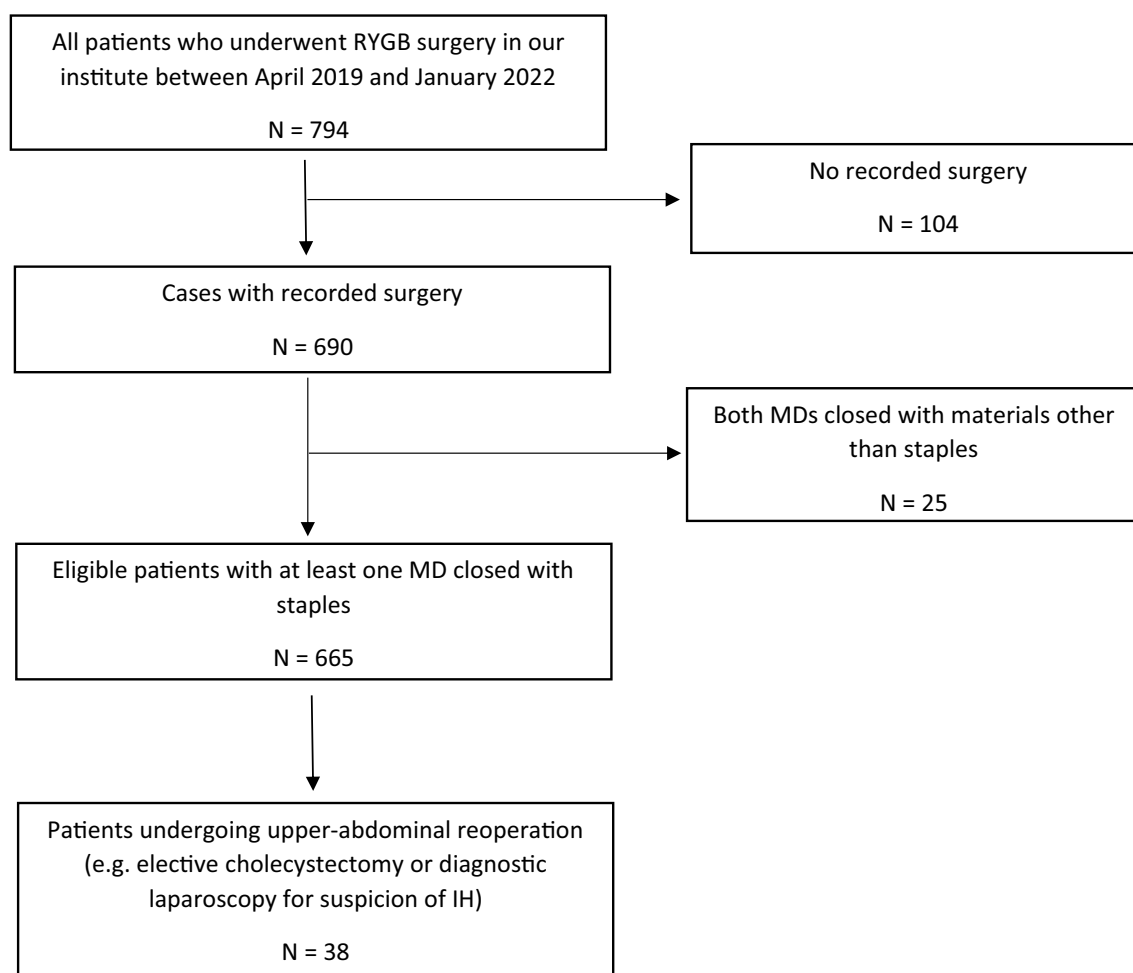 All patients who underwent RYGB surgery in our
institute between April 2019 and January 2022
N = 794
No recorded surgery
N = 104
Cases with recorded surgery
N = 690
Both MDs closed with materials other
than staples
N = 25
Eligible patients with at least one MD closed with
staples
N = 665
Patients undergoing upper-abdominal reoperation
(e.g. elective cholecystectomy or diagnostic
laparoscopy for suspicion of IH)
N = 38